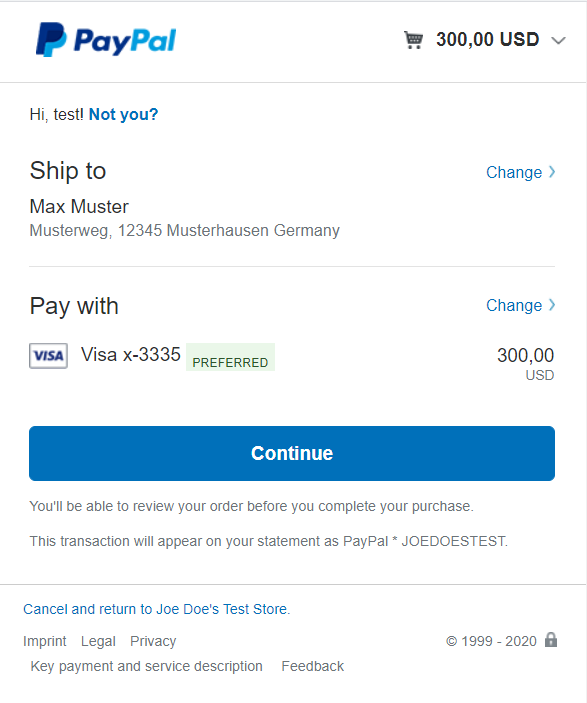 PayPal 300,00 USD
Hi, test! Not you?
Ship to Change
Max Muster
Musterweg, 12345 Musterhausen Germany
Pay with Change
VISA Visa x-3335 PREFERRED 300,00
USD
Continue
You'll be able to review your order before you complete your purchase.
This transaction will appear on your statement as PayPal * JOEDOESTEST.
Cancel and return to Joe Doe's Test Store.
Imprint Legal Privacy © 1999 - 2020
Key payment and service description Feedback